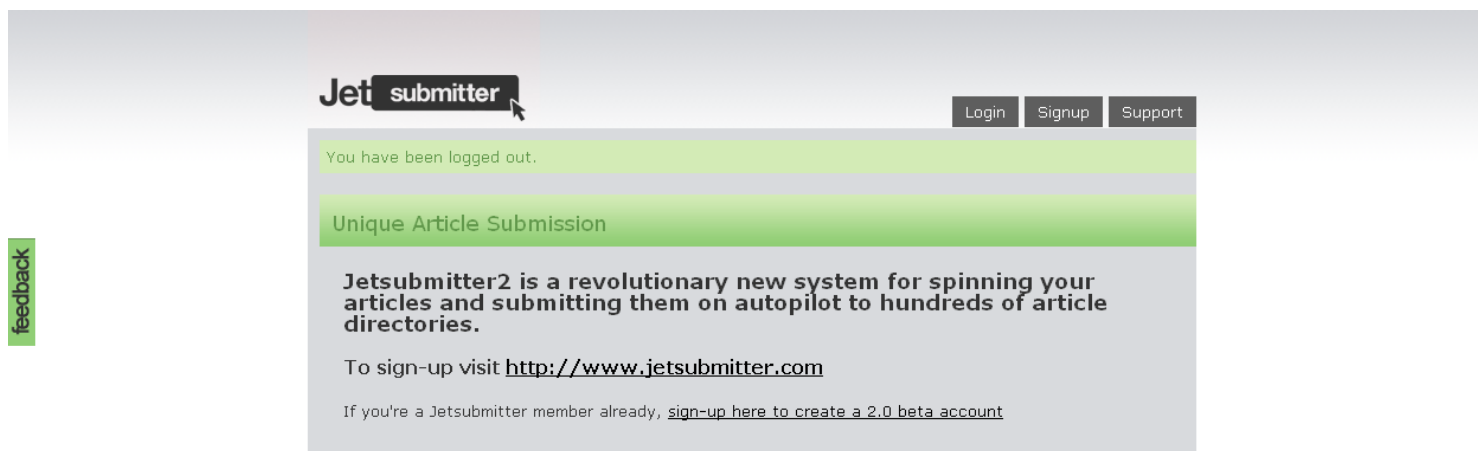 Jet submitter
Login Signup Support
You have been logged out.
Unique Article Submission
feedback
Jetsubmitter2 is a revolutionary new system for spinning your
articles and submitting them on autopilot to hundreds of article
directories.
To sign-up visit http://www.jetsubmitter.com
If you're a Jetsubmitter member already, sign-up here to create a 2.0 beta account